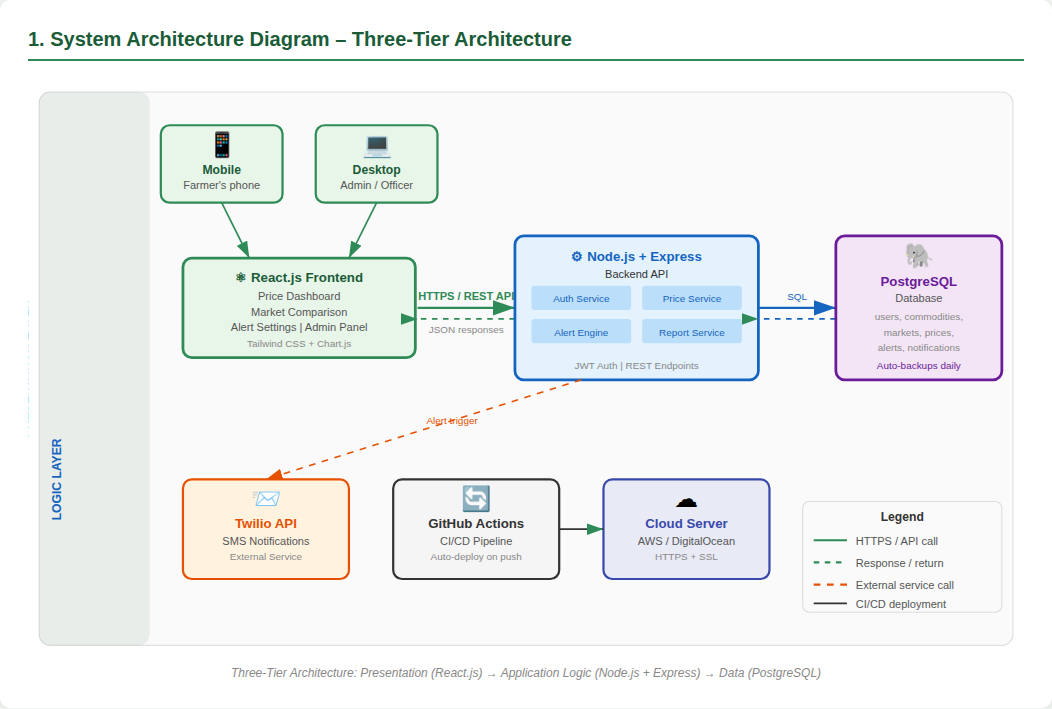 1. System Architecture Diagram – Three-Tier Architecture
Mobile
Farmer's phone
Desktop
Admin / Officer
⚛ React.js Frontend
Price Dashboard
Market Comparison
Alert Settings | Admin Panel
Tailwind CSS + Chart.js
HTTPS / REST API
JSON responses
⚙ Node.js + Express
Backend API
Auth Service
Price Service
Alert Engine
Report Service
JWT Auth | REST Endpoints
SQL
PostgreSQL
Database
users, commodities,
markets, prices,
alerts, notifications
Auto-backups daily
Alert trigger
LOGIC LAYER
Twilio API
SMS Notifications
External Service
GitHub Actions
CI/CD Pipeline
Auto-deploy on push
Cloud Server
AWS / DigitalOcean
HTTPS + SSL
Legend
HTTPS / API call
Response / return
External service call
CI/CD deployment
Three-Tier Architecture: Presentation (React.js) → Application Logic (Node.js + Express) → Data (PostgreSQL)